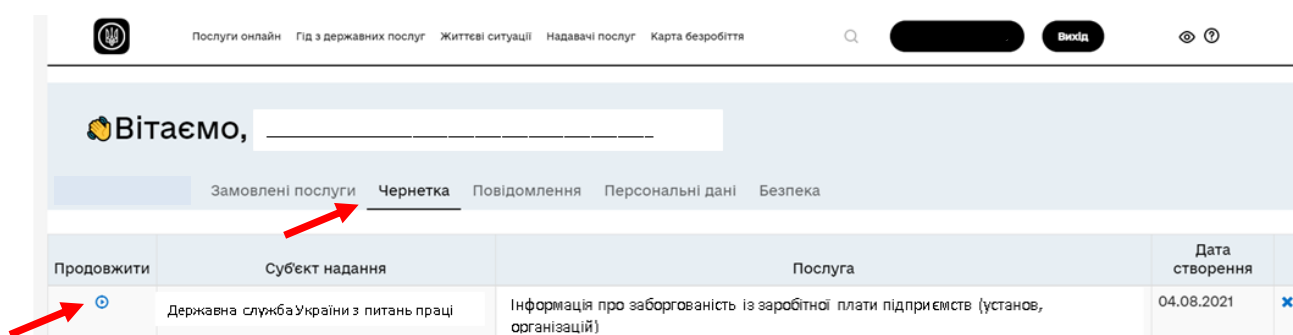 Послуги онлайн Гід з державних послуг Життєві ситуації Надавачі послуг Карта безробіття Вихід
Вітаємо,
Замовлені послуги Чернетка Повідомлення Персональні дані Безпека
Продовжити Суб'єкт надання Послуга Дата створення
Державна служба України з питань праці Інформація про заборгованість із заробітної плати підприємств (установ, 04.08.2021
організацій)